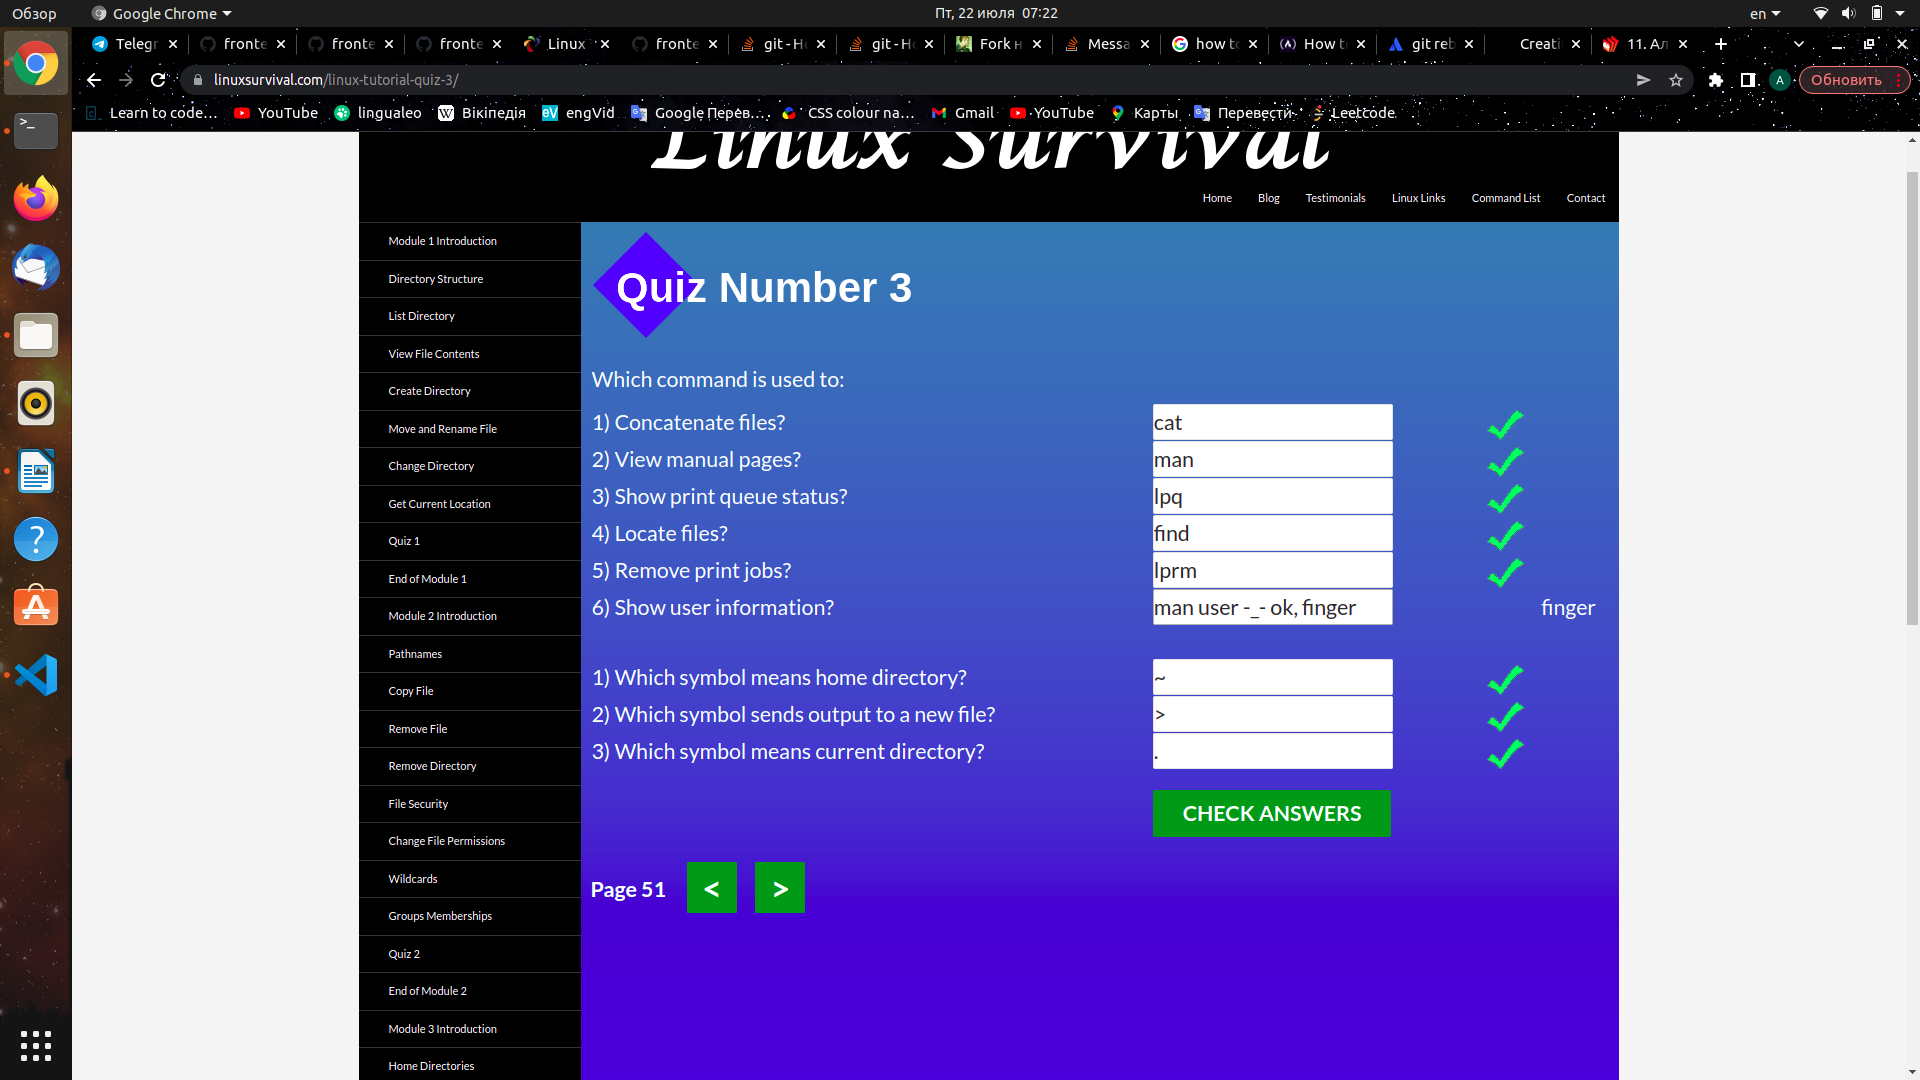 Обзор
Google Chrome
Пт, 22 июля 07:22
en
Telegr
fronte
fronte
fronte
Linux
fronte
git - Ho
git - Ho
Fork н
Messa
how to
How to
git reb
Creati
11. Ал
linuxsurvival.com/linux-tutorial-quiz-3/
A
Обновить
Learn to code...
YouTube
lingualeo
Вікіпедія
engVid
Google Перев...
CSS colour na...
Gmail
YouTube
Карты
Перевести
Leetcode
Linux Survival
Home
Blog
Testimonials
Linux Links
Command List
Contact
Module 1 Introduction
Directory Structure
List Directory
View File Contents
Create Directory
Move and Rename File
Change Directory
Get Current Location
Quiz 1
End of Module 1
Module 2 Introduction
Pathnames
Copy File
Remove File
Remove Directory
File Security
Change File Permissions
Wildcards
Groups Memberships
Quiz 2
End of Module 2
Module 3 Introduction
Home Directories
Quiz Number 3
Which command is used to:
1) Concatenate files? cat
2) View manual pages? man
3) Show print queue status? lpq
4) Locate files? find
5) Remove print jobs? lprm
6) Show user information? man user -_- ok, finger finger
1) Which symbol means home directory? ~
2) Which symbol sends output to a new file? >
3) Which symbol means current directory? .
CHECK ANSWERS
Page 51 < >